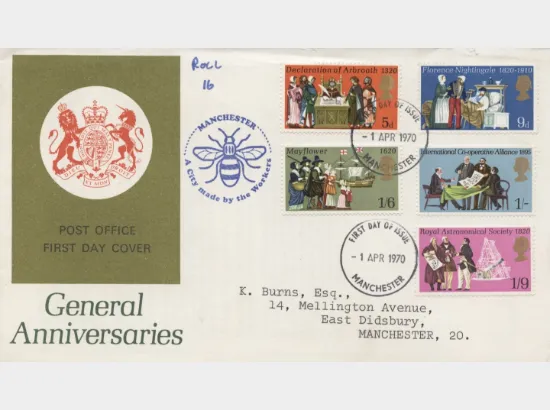 ROLL
16
MANCHESTER
A City made by the Workers
POST OFFICE
FIRST DAY COVER
General
Anniversaries
Declaration of Arbroath 1320
5d
Florence Nightingale 1820-1910
9d
Mayflower 1620
1/6
International Co-operative Alliance 1895
1/-
Royal Astronomical Society 1820
1/9
DAY OF ISSUE
- 1 APR 1970
MANCHESTER
FIRST DAY OF ISSUE
- 1 APR 1970
MANCHESTER
K. Burns, Esq.,
14, Mellington Avenue,
East Didsbury,
MANCHESTER, 20.